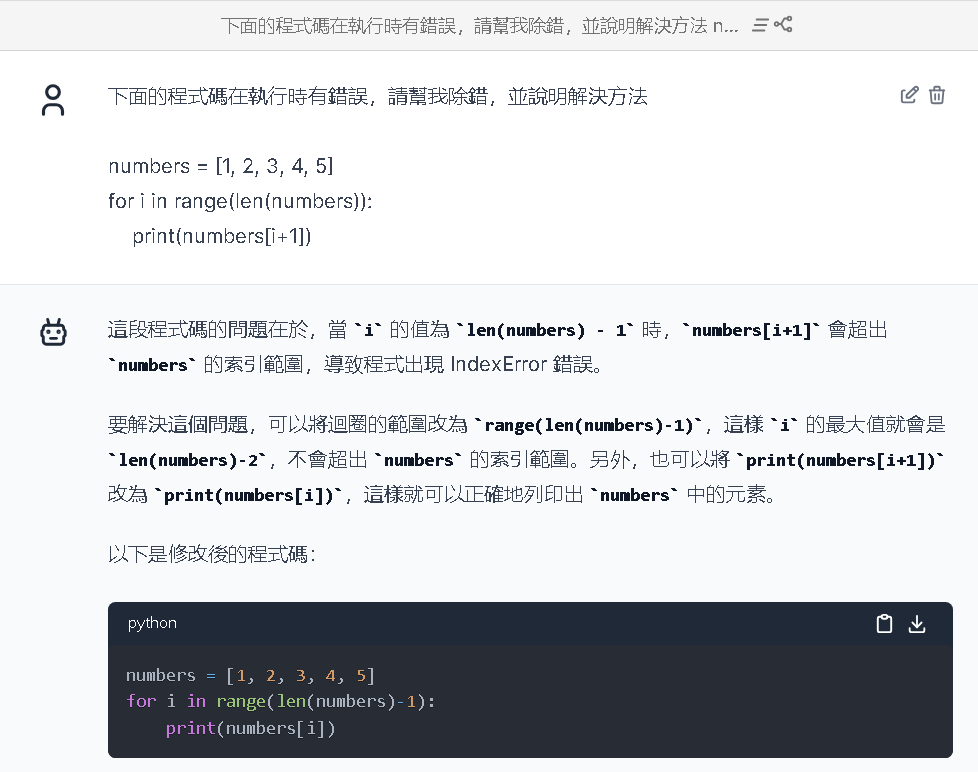 下面的程式碼在執行時有錯誤，請幫我除錯，並說明解決方法 n...
下面的程式碼在執行時有錯誤，請幫我除錯，並說明解決方法
numbers = [1, 2, 3, 4, 5]
for i in range(len(numbers)):
    print(numbers[i+1])
這段程式碼的問題在於，當 `i` 的值為 `len(numbers) - 1` 時，`numbers[i+1]` 會超出
`numbers` 的索引範圍，導致程式出現 IndexError 錯誤。
要解決這個問題，可以將迴圈的範圍改為 `range(len(numbers)-1)`，這樣 `i` 的最大值就會是
`len(numbers)-2`，不會超出 `numbers` 的索引範圍。另外，也可以將 `print(numbers[i+1])`
改為 `print(numbers[i])`，這樣就可以正確地列印出 `numbers` 中的元素。
以下是修改後的程式碼：
python
numbers = [1, 2, 3, 4, 5]
for i in range(len(numbers)-1):
    print(numbers[i])